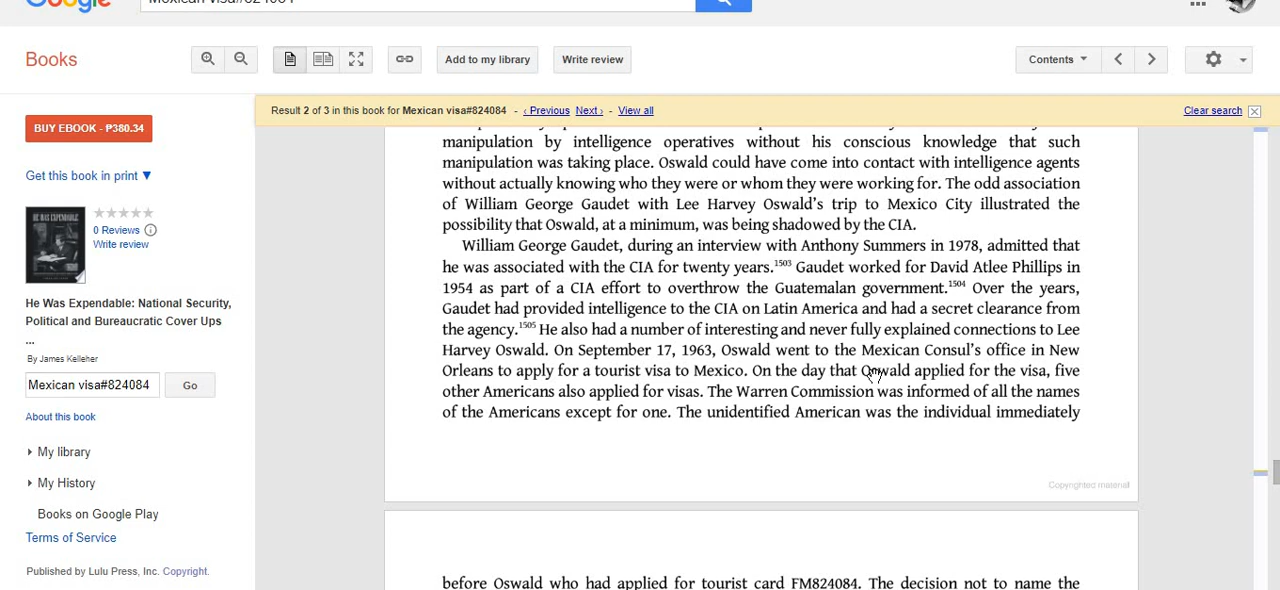 Google
Books
Add to my library
Write review
Contents
Result 2 of 3 in this book for Mexican visa#824084 - ‹ Previous Next › - View all
Clear search
BUY EBOOK - ₱380.34
Get this book in print ▼
0 Reviews
Write review
He Was Expendable: National Security,
Political and Bureaucratic Cover Ups
...
By James Kelleher
Mexican visa#824084
Go
About this book
My library
My History
Books on Google Play
Terms of Service
Published by Lulu Press, Inc. Copyright.
HE WAS EXPENDABLE
manipulation by intelligence operatives without his conscious knowledge that such
manipulation was taking place. Oswald could have come into contact with intelligence agents
without actually knowing who they were or whom they were working for. The odd association
of William George Gaudet with Lee Harvey Oswald's trip to Mexico City illustrated the
possibility that Oswald, at a minimum, was being shadowed by the CIA.
William George Gaudet, during an interview with Anthony Summers in 1978, admitted that
he was associated with the CIA for twenty years.1503 Gaudet worked for David Atlee Phillips in
1954 as part of a CIA effort to overthrow the Guatemalan government.1504 Over the years,
Gaudet had provided intelligence to the CIA on Latin America and had a secret clearance from
the agency.1505 He also had a number of interesting and never fully explained connections to Lee
Harvey Oswald. On September 17, 1963, Oswald went to the Mexican Consul's office in New
Orleans to apply for a tourist visa to Mexico. On the day that Oswald applied for the visa, five
other Americans also applied for visas. The Warren Commission was informed of all the names
of the Americans except for one. The unidentified American was the individual immediately
Copyrighted material
before Oswald who had applied for tourist card FM824084. The decision not to name the